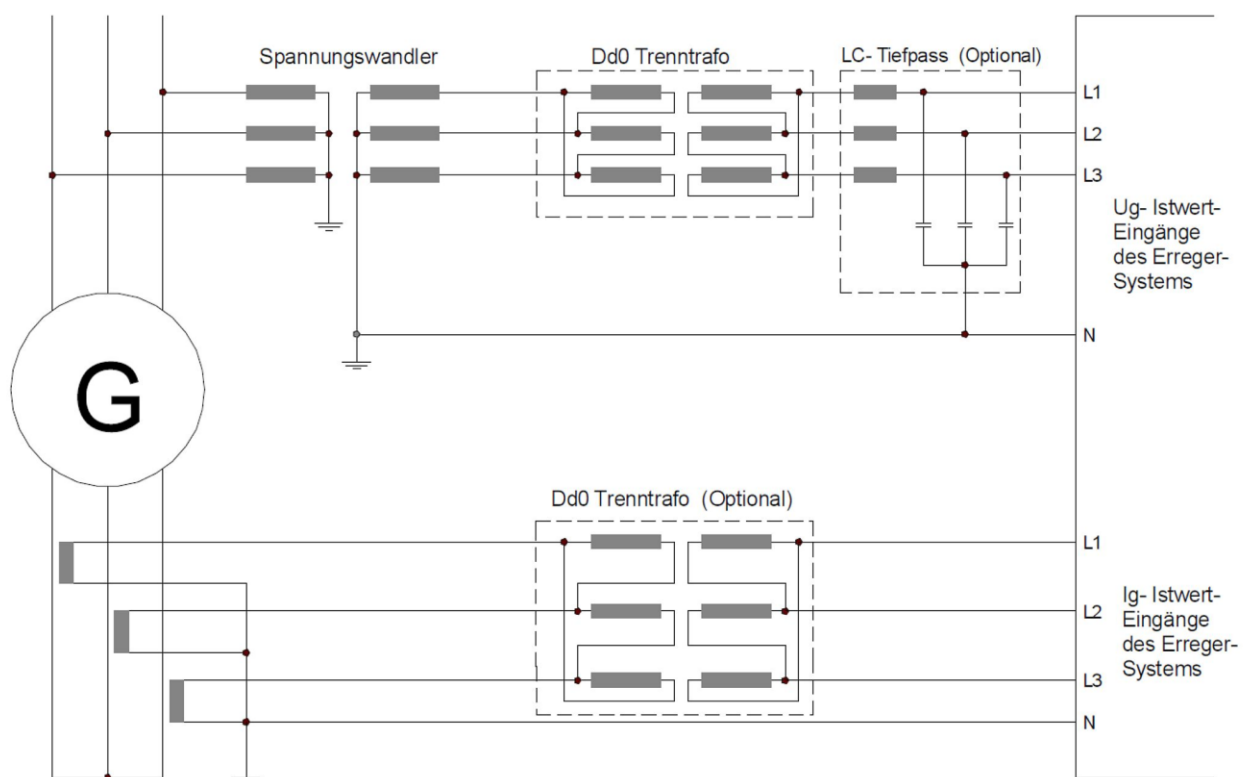 Spannungswandler
Dd0 Trenntrafo
LC- Tiefpass (Optional)
L1
L2
L3
Ug- Istwert-
Eingänge
des Erreger-
Systems
N
G
Dd0 Trenntrafo (Optional)
L1
L2
L3
N
Ig- Istwert-
Eingänge
des Erreger-
Systems